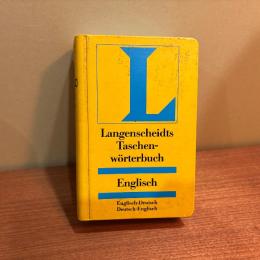 L
Langenscheidts
Taschen-
wörterbuch
Englisch
Englisch-Deutsch
Deutsch-Englisch